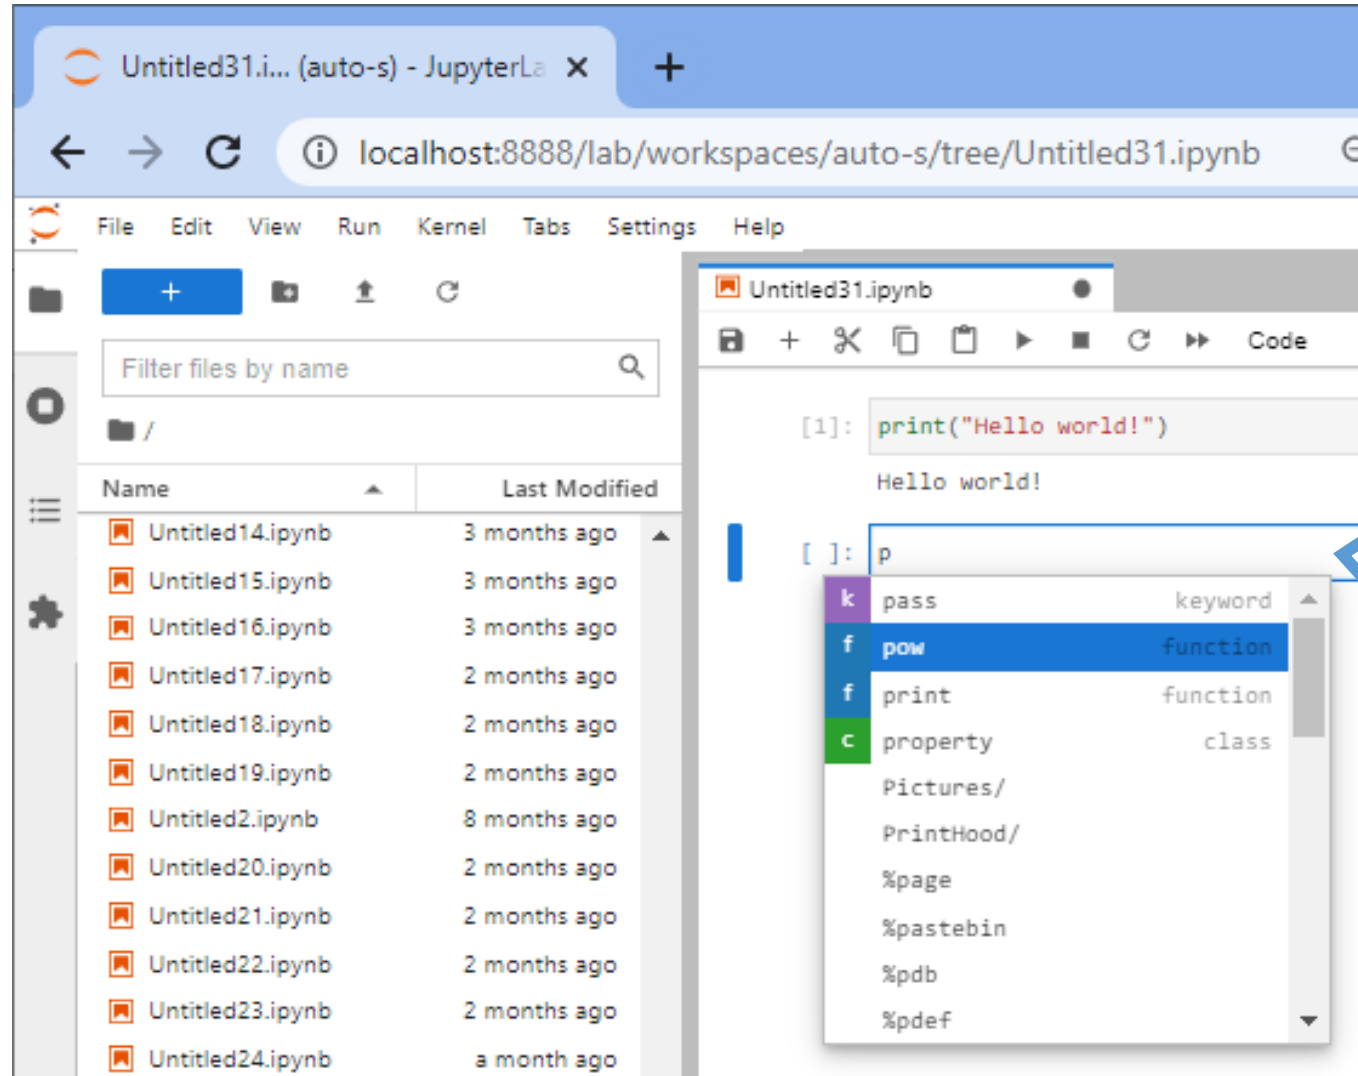 Untitled31.i... (auto-s) - JupyterLa
localhost:8888/lab/workspaces/auto-s/tree/Untitled31.ipynb
File Edit View Run Kernel Tabs Settings Help
Untitled31.ipynb
Code
Filter files by name
/
Name Last Modified
Untitled14.ipynb 3 months ago
Untitled15.ipynb 3 months ago
Untitled16.ipynb 3 months ago
Untitled17.ipynb 2 months ago
Untitled18.ipynb 2 months ago
Untitled19.ipynb 2 months ago
Untitled2.ipynb 8 months ago
Untitled20.ipynb 2 months ago
Untitled21.ipynb 2 months ago
Untitled22.ipynb 2 months ago
Untitled23.ipynb 2 months ago
Untitled24.ipynb a month ago
[1]: print("Hello world!")
Hello world!
[ ]: p
k pass keyword
f pow function
f print function
c property class
Pictures/
PrintHood/
%page
%pastebin
%pdb
%pdef